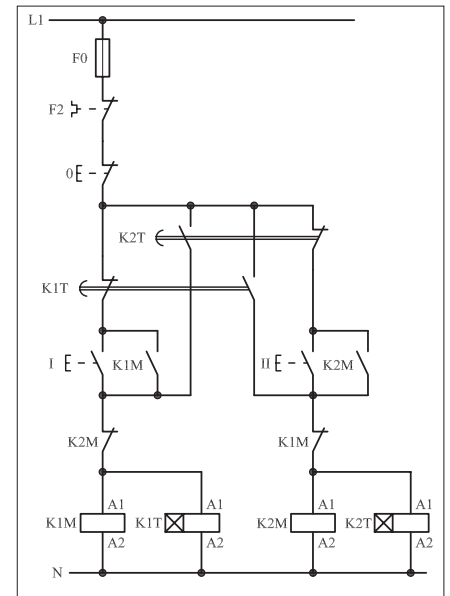 L1
F0
F2
0
K2T
K1T
I K1M II K2M
K2M K1M
A1 A1 A1 A1
K1M K1T K2M K2T
A2 A2 A2 A2
N